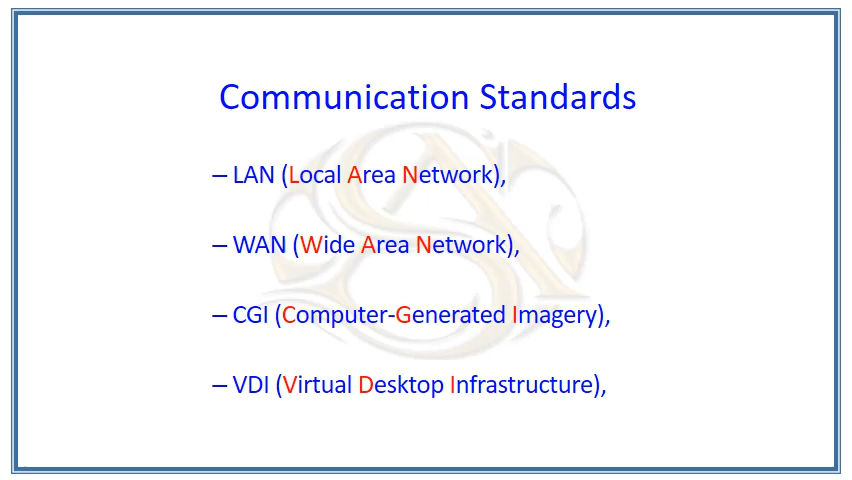 Communication Standards
– LAN (Local Area Network),
– WAN (Wide Area Network),
– CGI (Computer-Generated Imagery),
– VDI (Virtual Desktop Infrastructure),